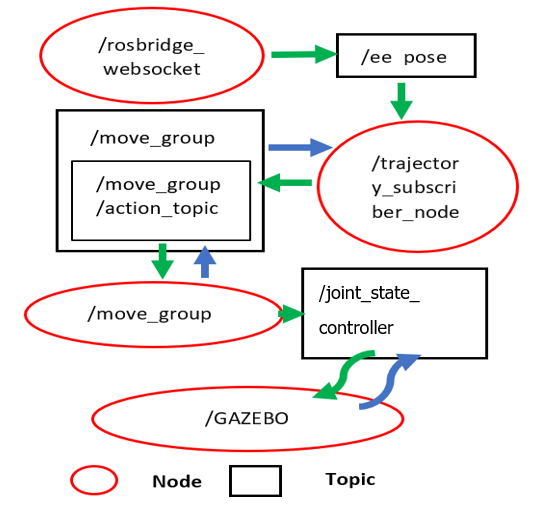 /rosbridge_
websocket
/ee pose
/move_group
/move_group
/action_topic
/trajector
y_subscri
ber_node
/move_group
/joint_state_
controller
/GAZEBO
Node
Topic